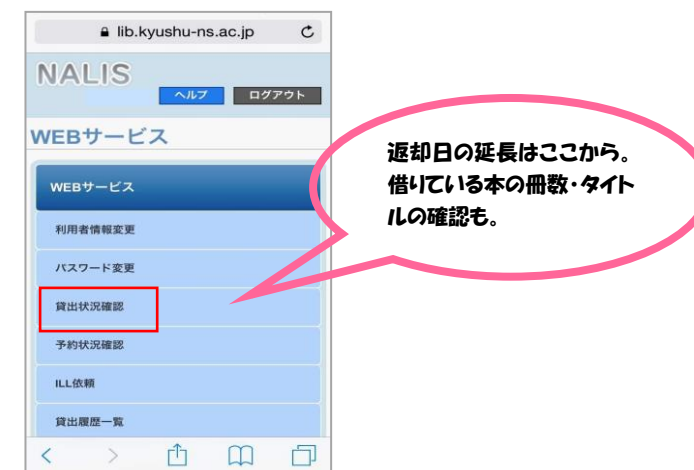 lib.kyushu-ns.ac.jp
NALIS
ヘルプ
ログアウト
WEBサービス
WEBサービス
利用者情報変更
パスワード変更
貸出状況確認
予約状況確認
ILL依頼
貸出履歴一覧
返却日の延長はここから。
借りている本の冊数・タイト
ルの確認も。